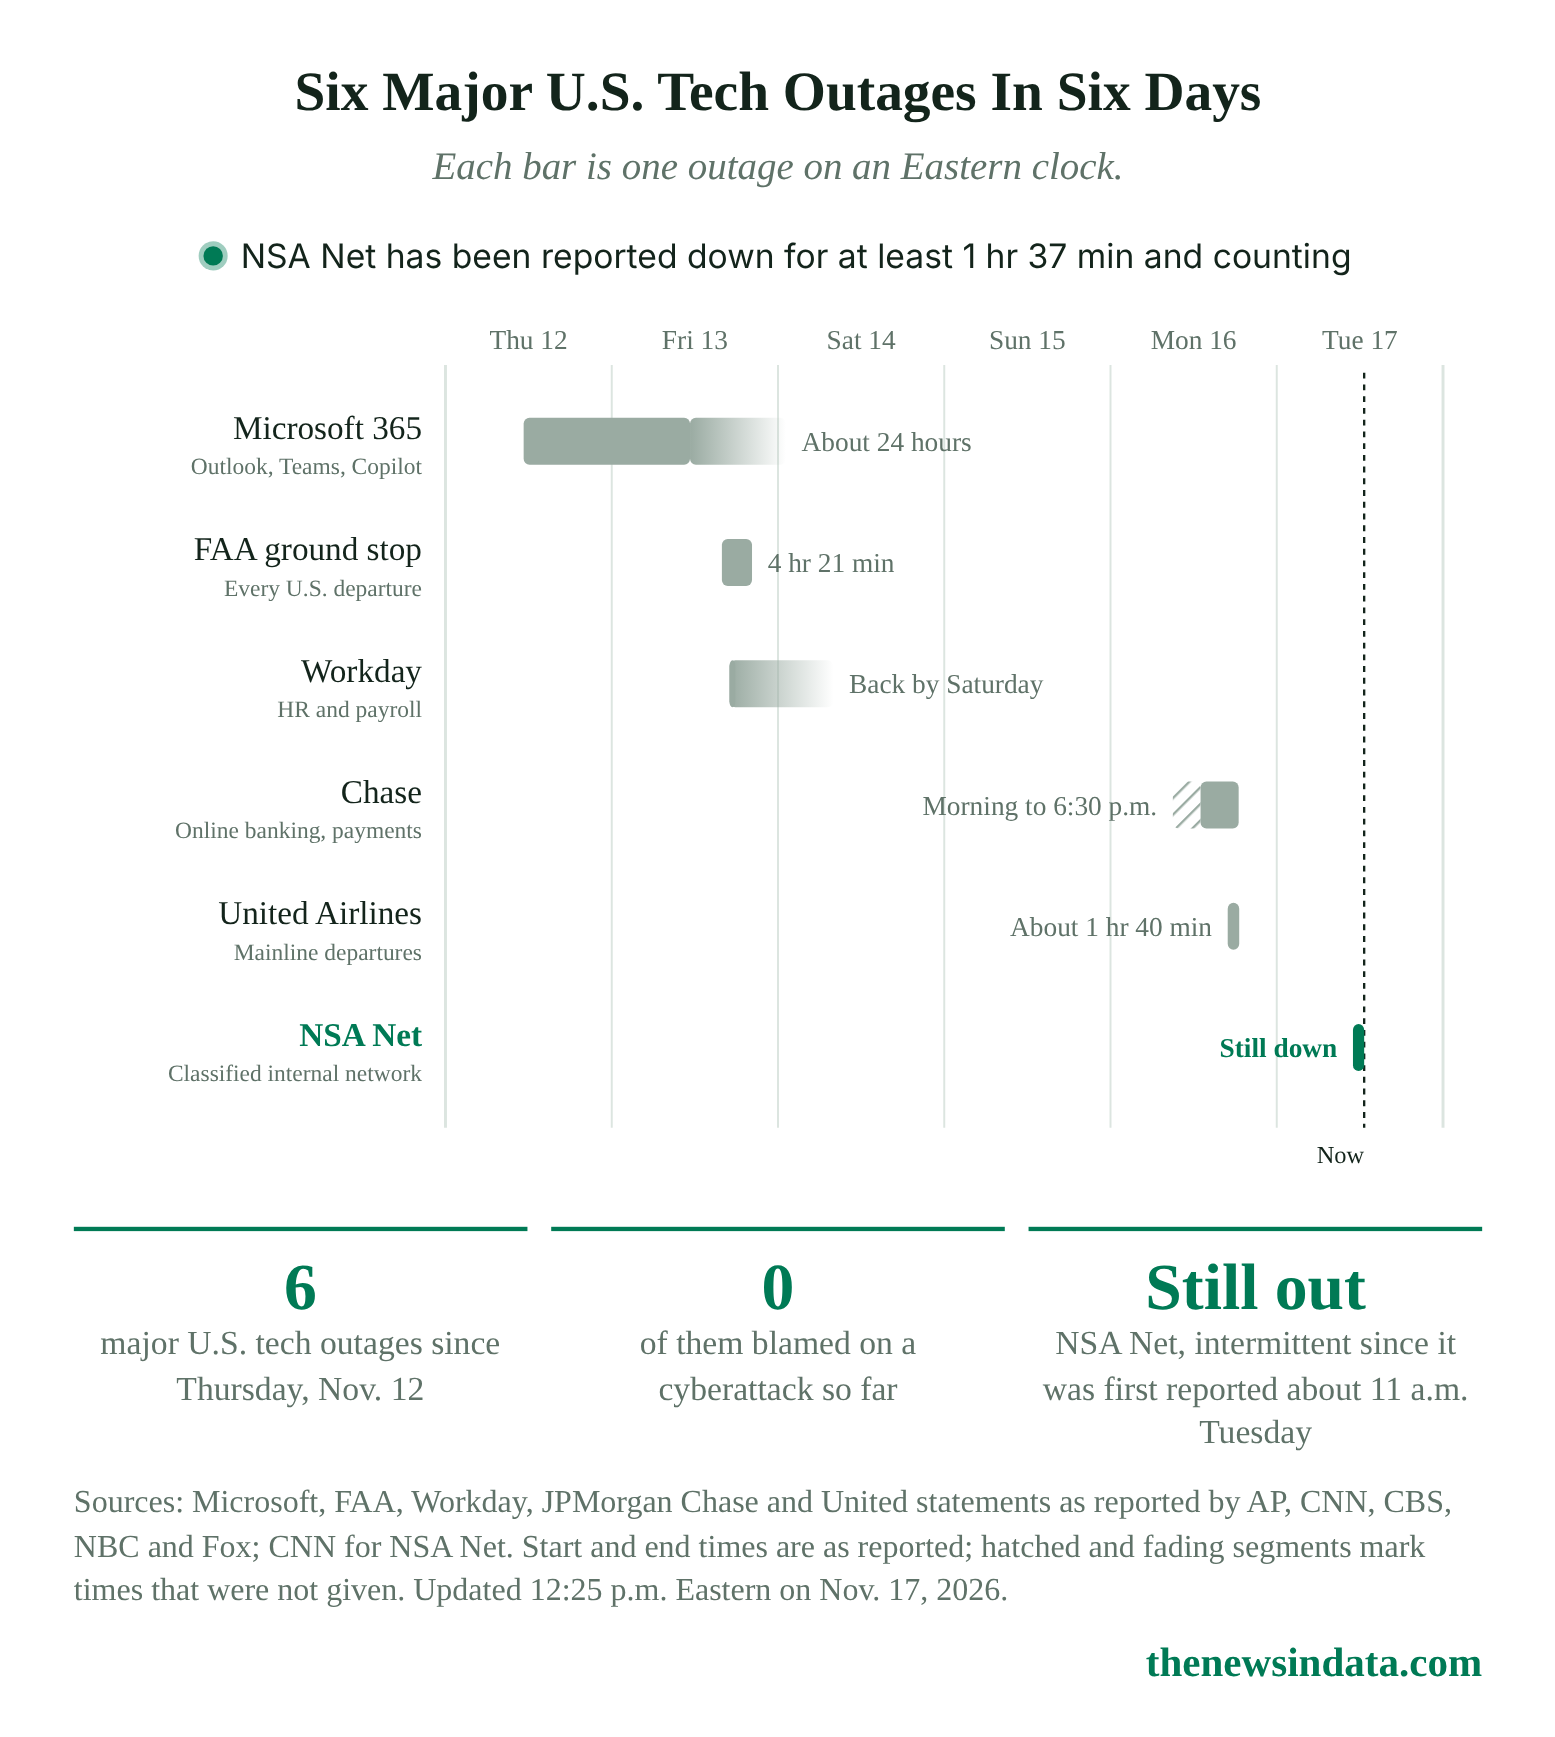 Six Major U.S. Tech Outages In Six Days
Each bar is one outage on an Eastern clock.
NSA Net has been reported down for at least 1 hr 37 min and counting
Thu 12 Fri 13 Sat 14 Sun 15 Mon 16 Tue 17
Microsoft 365
Outlook, Teams, Copilot
About 24 hours
FAA ground stop
Every U.S. departure
4 hr 21 min
Workday
HR and payroll
Back by Saturday
Chase
Online banking, payments
Morning to 6:30 p.m.
United Airlines
Mainline departures
About 1 hr 40 min
NSA Net
Classified internal network
Still down
Now
6
major U.S. tech outages since
Thursday, Nov. 12
0
of them blamed on a
cyberattack so far
Still out
NSA Net, intermittent since it
was first reported about 11 a.m.
Tuesday
Sources: Microsoft, FAA, Workday, JPMorgan Chase and United statements as reported by AP, CNN, CBS,
NBC and Fox; CNN for NSA Net. Start and end times are as reported; hatched and fading segments mark
times that were not given. Updated 12:25 p.m. Eastern on Nov. 17, 2026.
thenewsindata.com